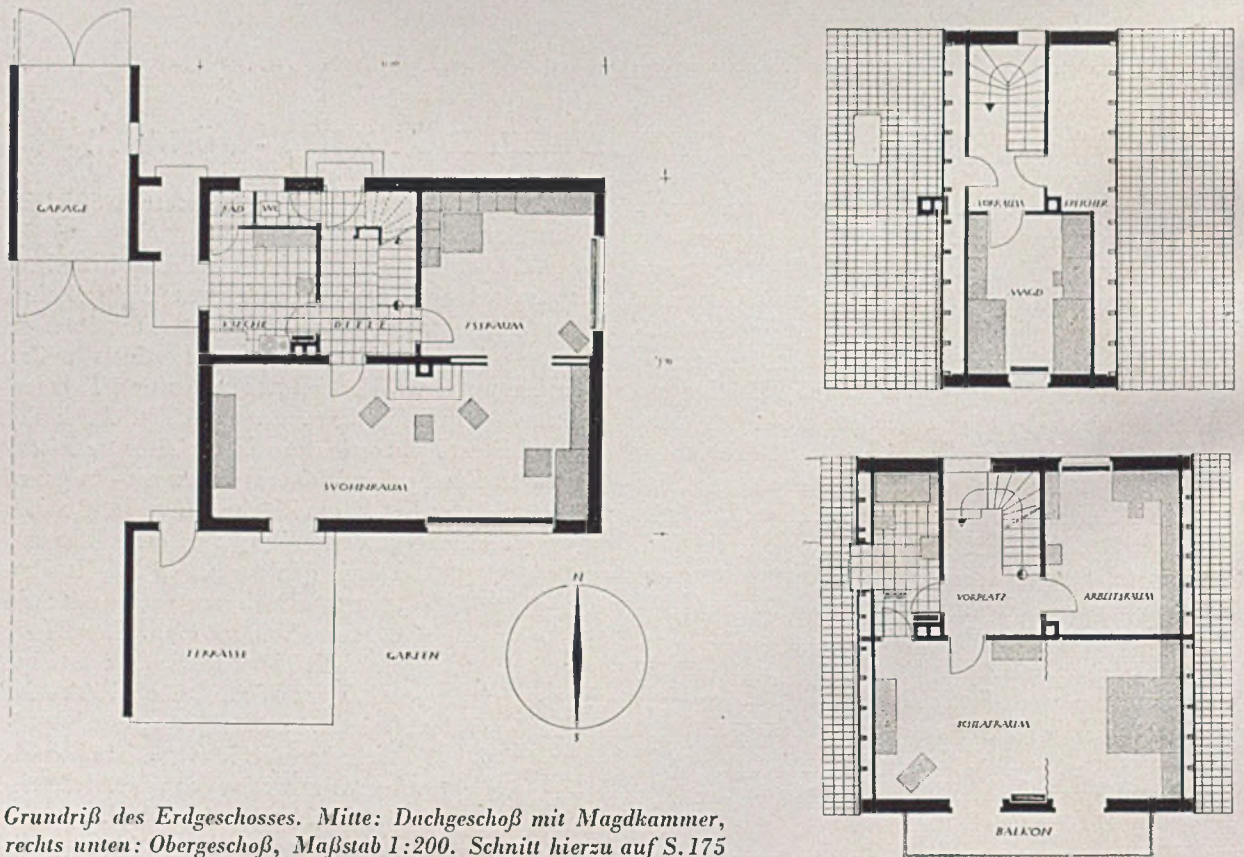 GARAGE
BAD WC
KÜCHE DIELE ESSRAUM
WOHNRAUM
TERRASSE GARTEN
N
S
VORRAUM SPEICHER
MAGD
VORPLATZ ARBEITSRAUM
SCHLAFRAUM
BALKON
Grundriß des Erdgeschosses. Mitte: Dachgeschoß mit Magdkammer,
rechts unten: Obergeschoß, Maßstab 1:200. Schnitt hierzu auf S. 175